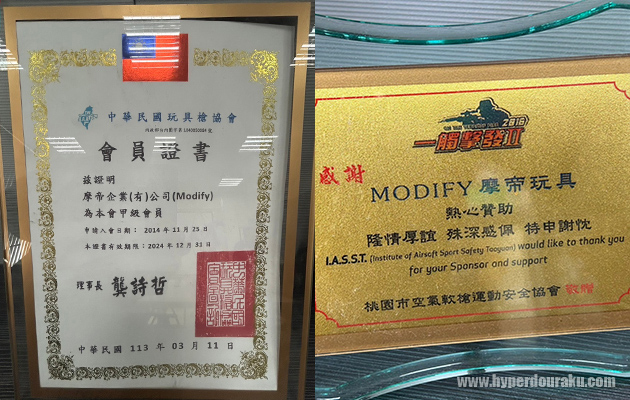 中華民國玩具槍協會
會員證書
茲證明
摩帝企業(有)公司(Modify)
為本會甲級會員
申請入會日期： 2014 年 11 月 25 日
本證書有效期限：2024 年 12 月 31 日
理事長 龔詩哲
中華民國 113 年 03 月 11 日
2018
一觸擊發II
感謝
MODIFY 摩帝玩具
熱心贊助
隆情厚誼 殊深感佩 特申謝忱
I.A.S.S.T. (Institute of Airsoft Sport Safety Taoyuan) would like to thank you
for your Sponsor and support
桃園市空氣軟槍運動安全協會 敬贈
www.hyperdouraku.com